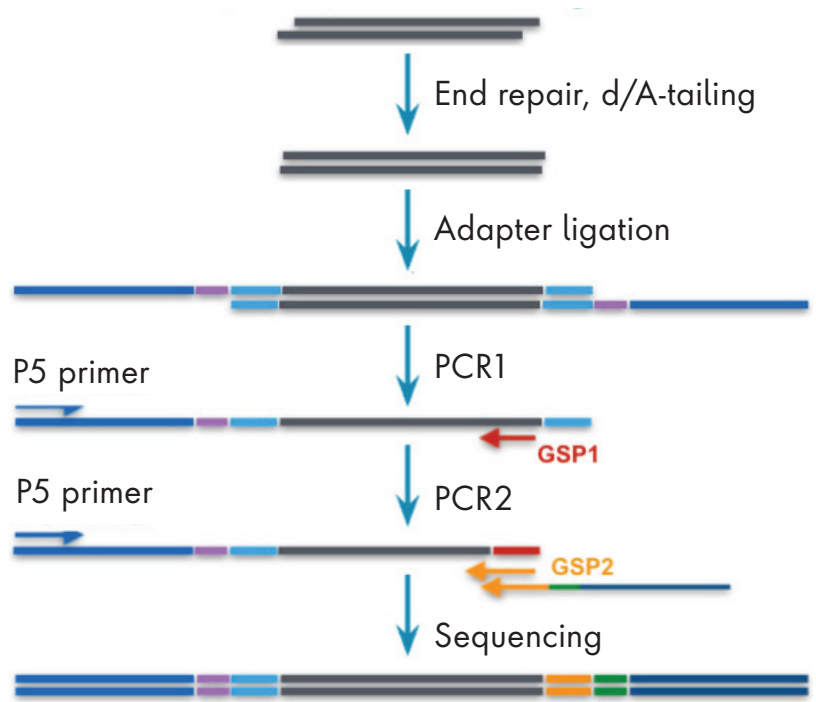 End repair, d/A-tailing
Adapter ligation
P5 primer
PCR1
GSP1
P5 primer
PCR2
GSP2
Sequencing